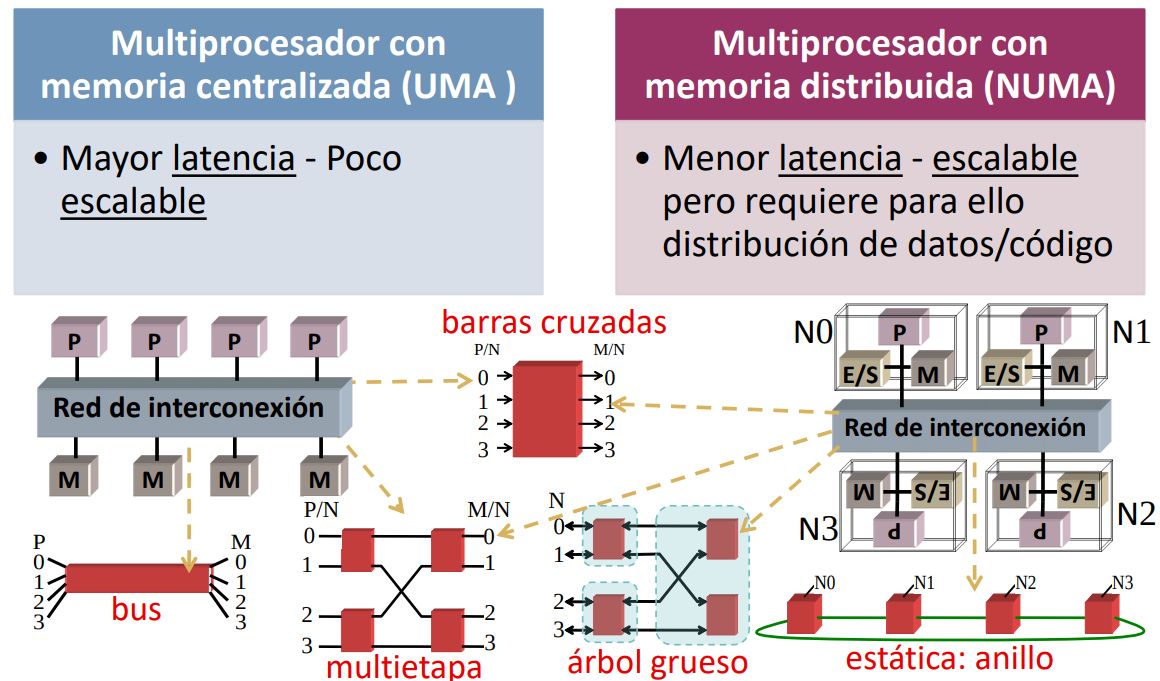 Multiprocesador con
memoria centralizada (UMA )
• Mayor latencia - Poco
escalable
Multiprocesador con
memoria distribuida (NUMA)
• Menor latencia - escalable
pero requiere para ello
distribución de datos/código
P P P P
Red de interconexión
M M M M
barras cruzadas
P/N M/N
0 0
1 1
2 2
3 3
N0 P E/S M
N1 P E/S M
Red de interconexión
N3 M E/S P
N2 M E/S P
P M
0 0
1 1
2 2
3 3
bus
P/N M/N
0 0
1 1
2 2
3 3
multietapa
N
0
1
2
3
árbol grueso
N0 N1 N2 N3
estática: anillo